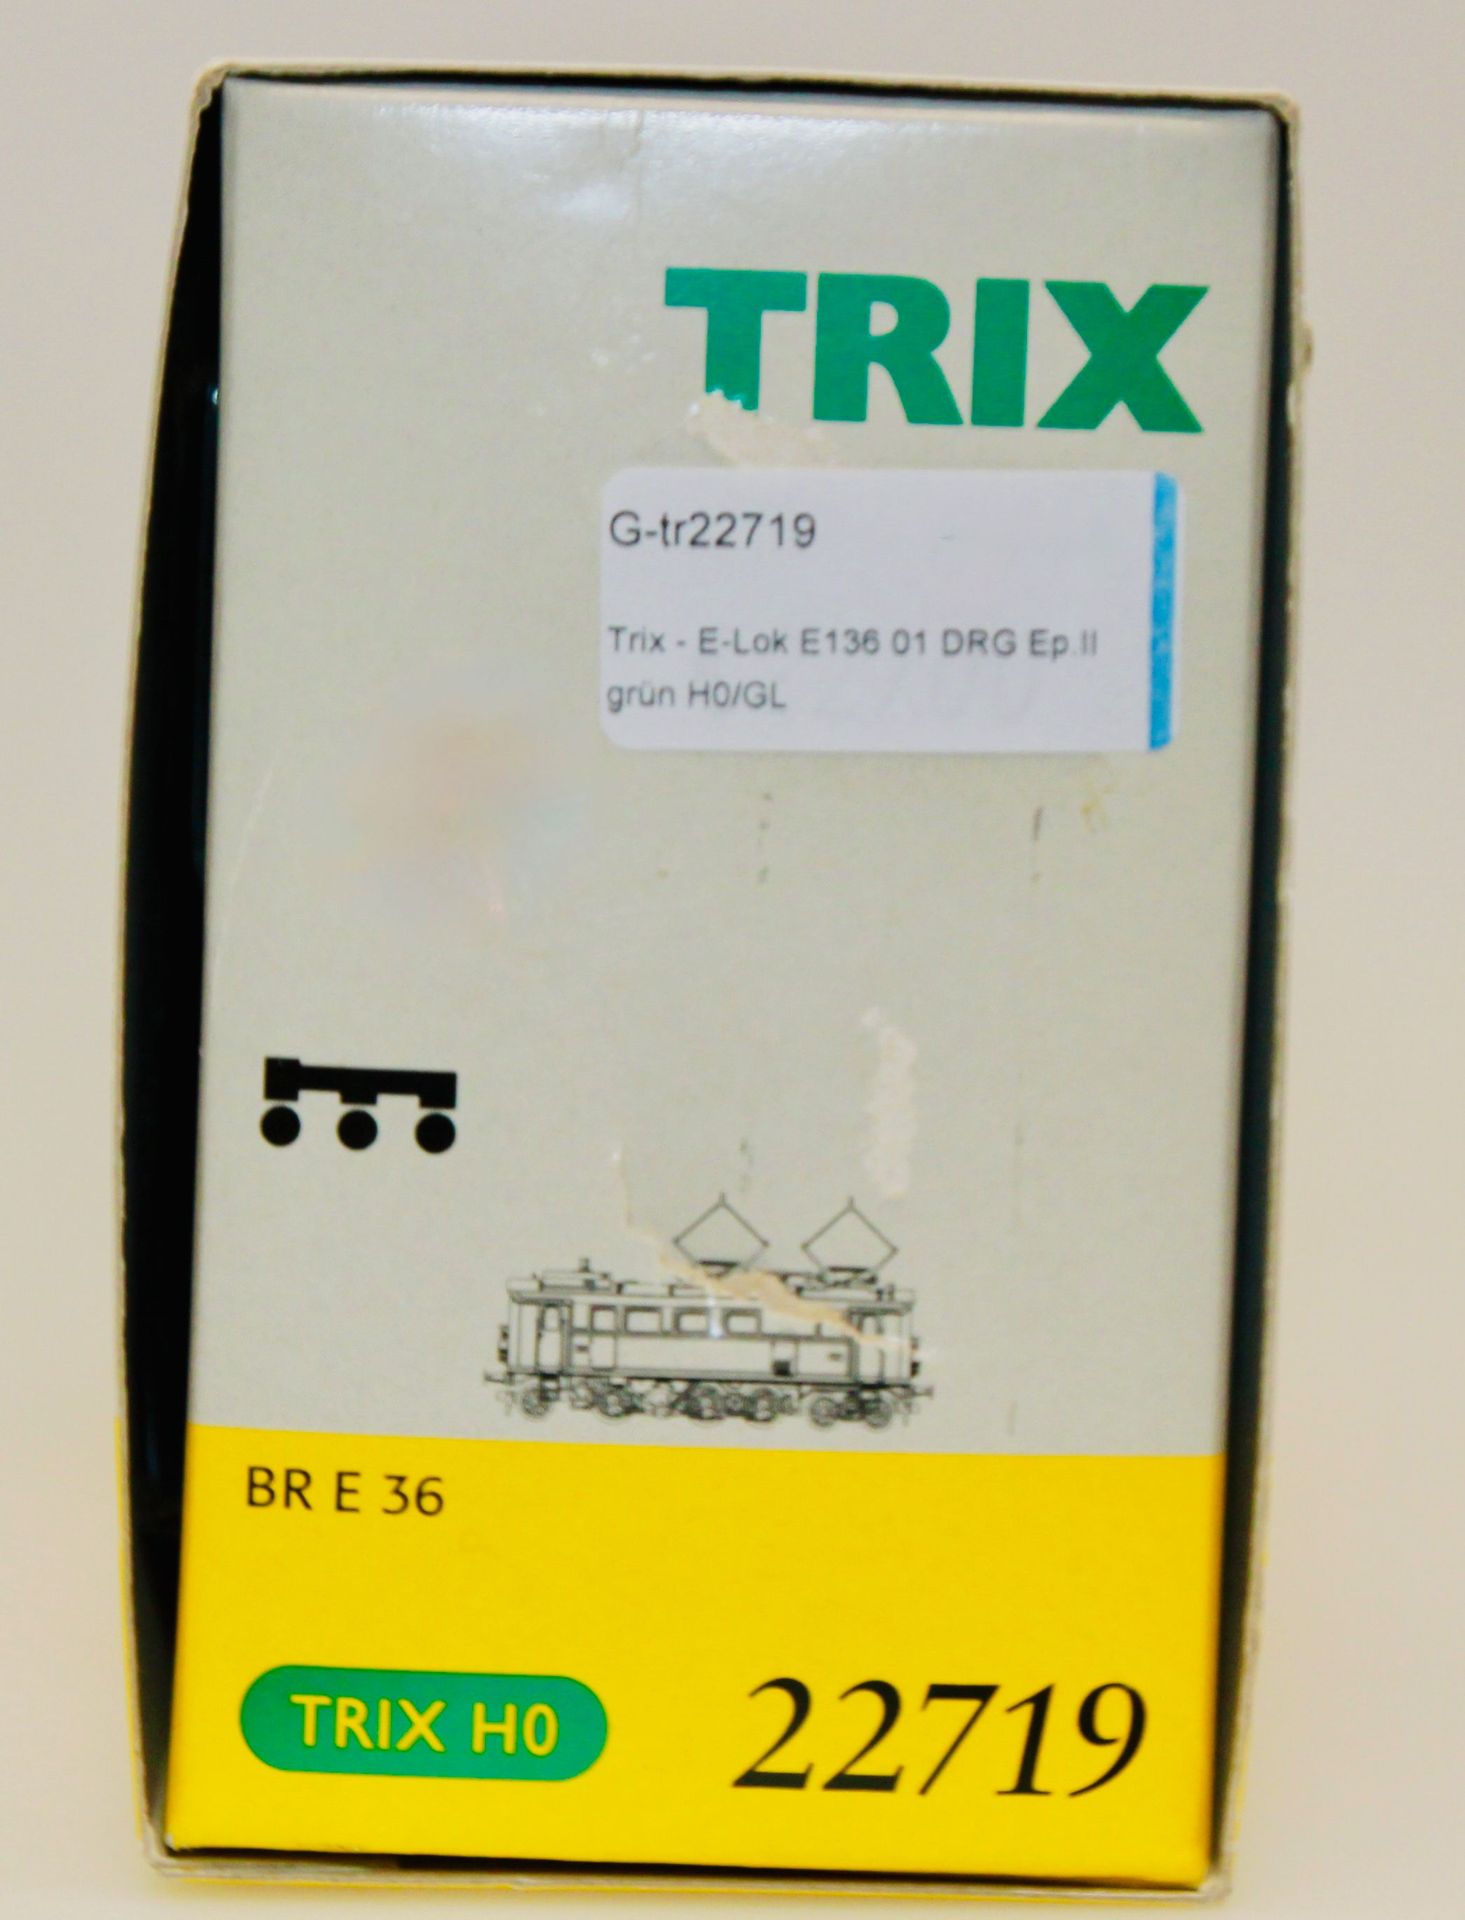 TRIX
G-tr22719
Trix - E-Lok E136 01 DRG Ep.II
grün H0/GL
BR E 36
TRIX H0
22719